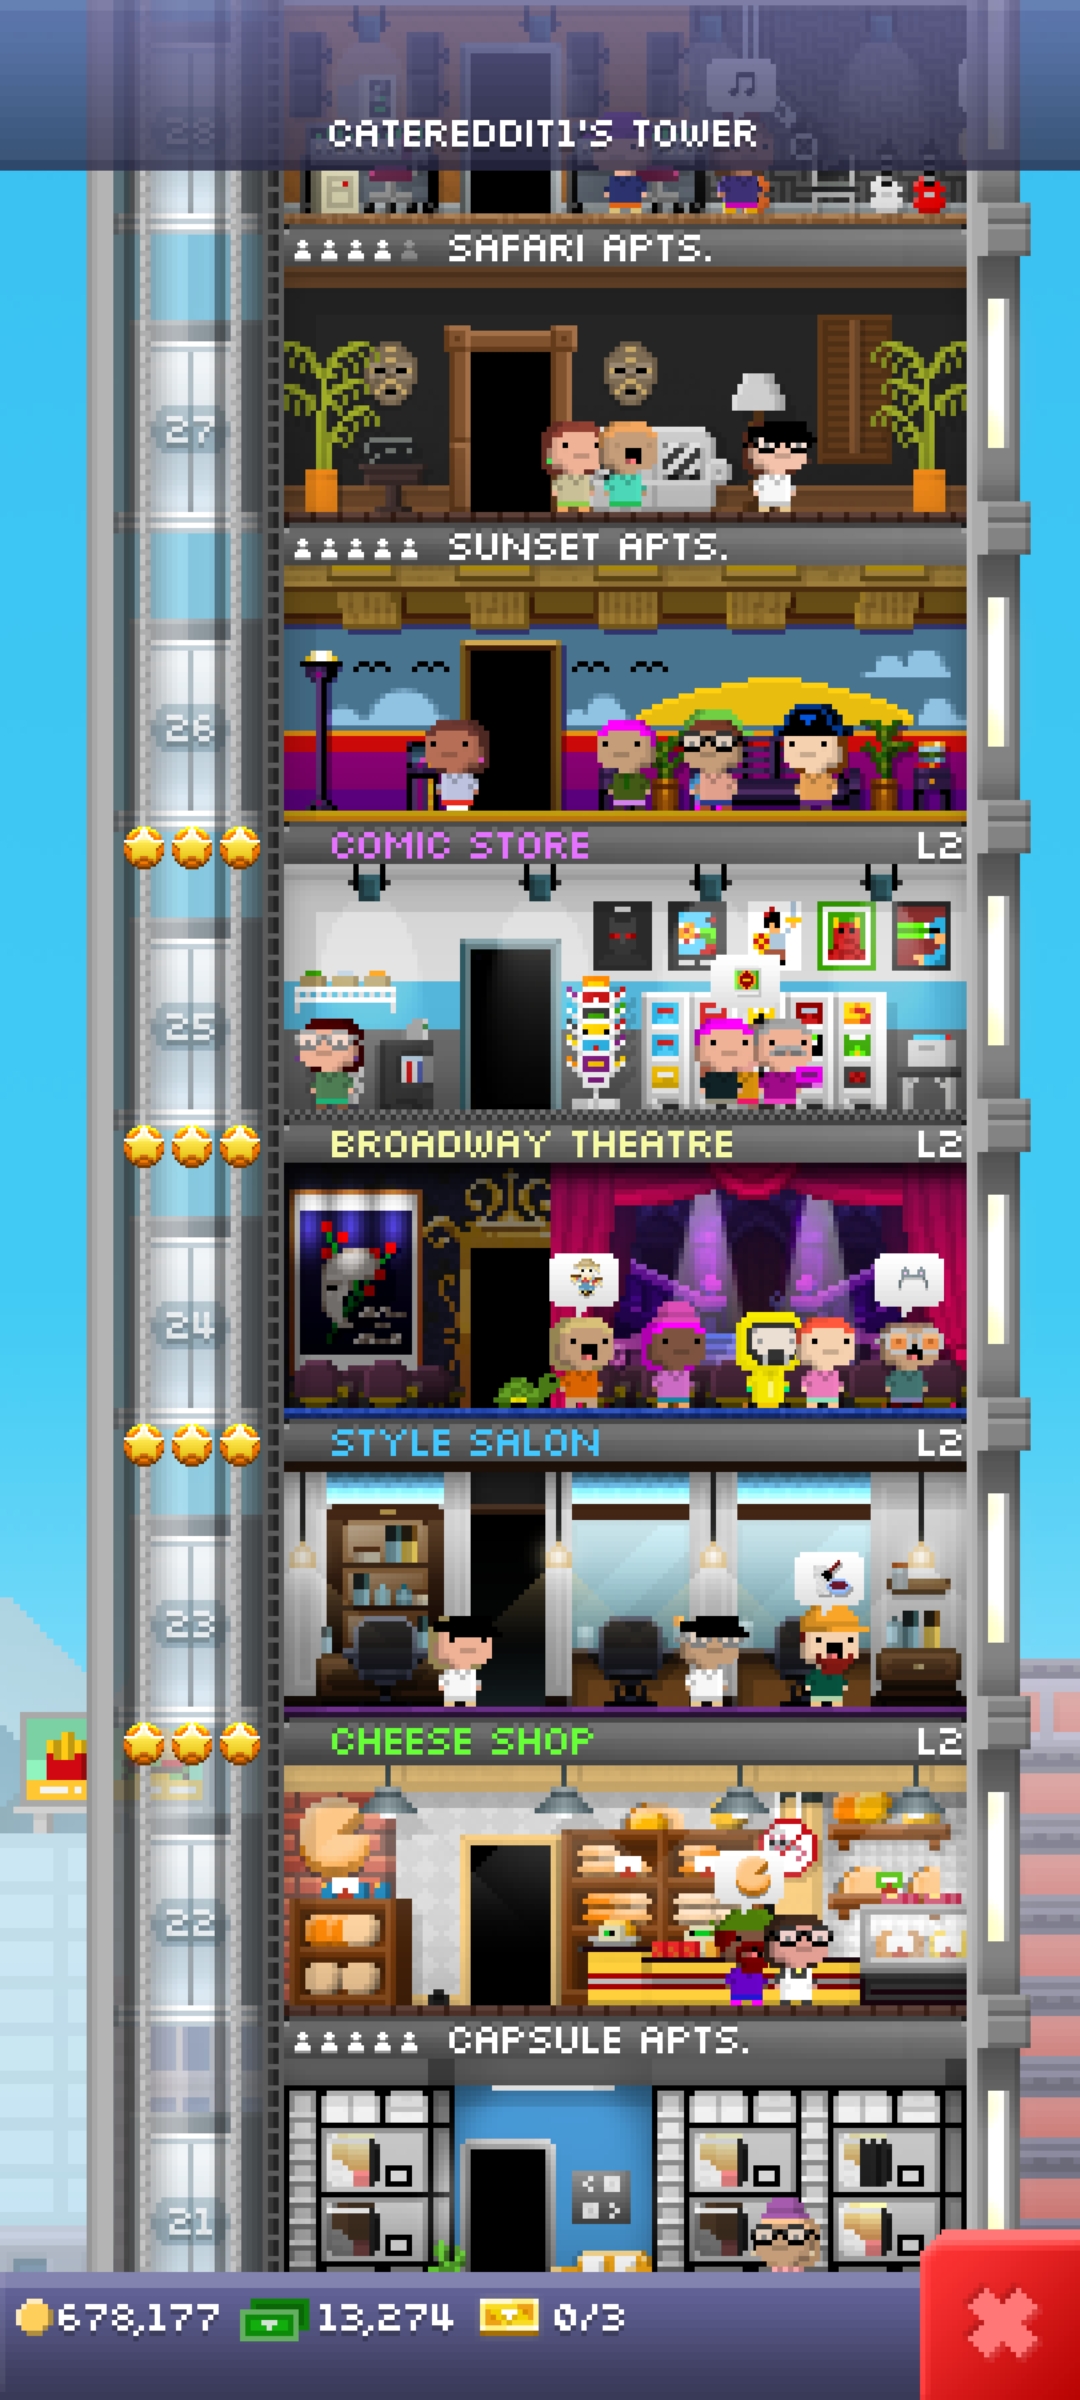 28
CATEREDDIT1'S TOWER
SAFARI APTS.
27
SUNSET APTS.
26
COMIC STORE L2
25
BROADWAY THEATRE L2
24
STYLE SALON L2
23
CHEESE SHOP L2
22
CAPSULE APTS.
21
678,177 13,274 0/3